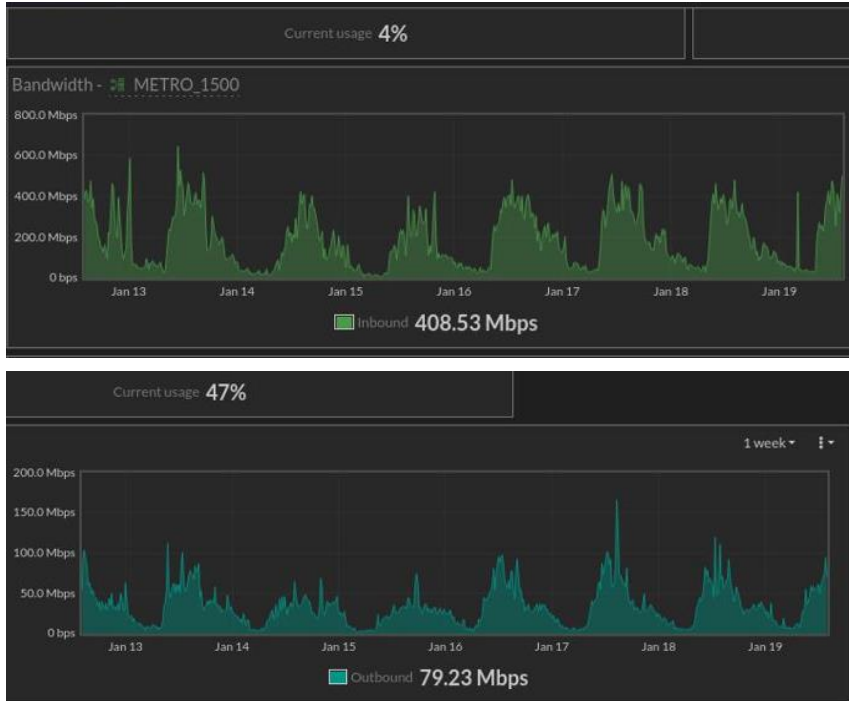 Current usage 4%
Bandwidth - METRO_1500
800.0 Mbps
600.0 Mbps
400.0 Mbps
200.0 Mbps
0 bps
Jan 13 Jan 14 Jan 15 Jan 16 Jan 17 Jan 18 Jan 19
Inbound 408.53 Mbps
Current usage 47%
1 week
200.0 Mbps
150.0 Mbps
100.0 Mbps
50.0 Mbps
0 bps
Jan 13 Jan 14 Jan 15 Jan 16 Jan 17 Jan 18 Jan 19
Outbound 79.23 Mbps